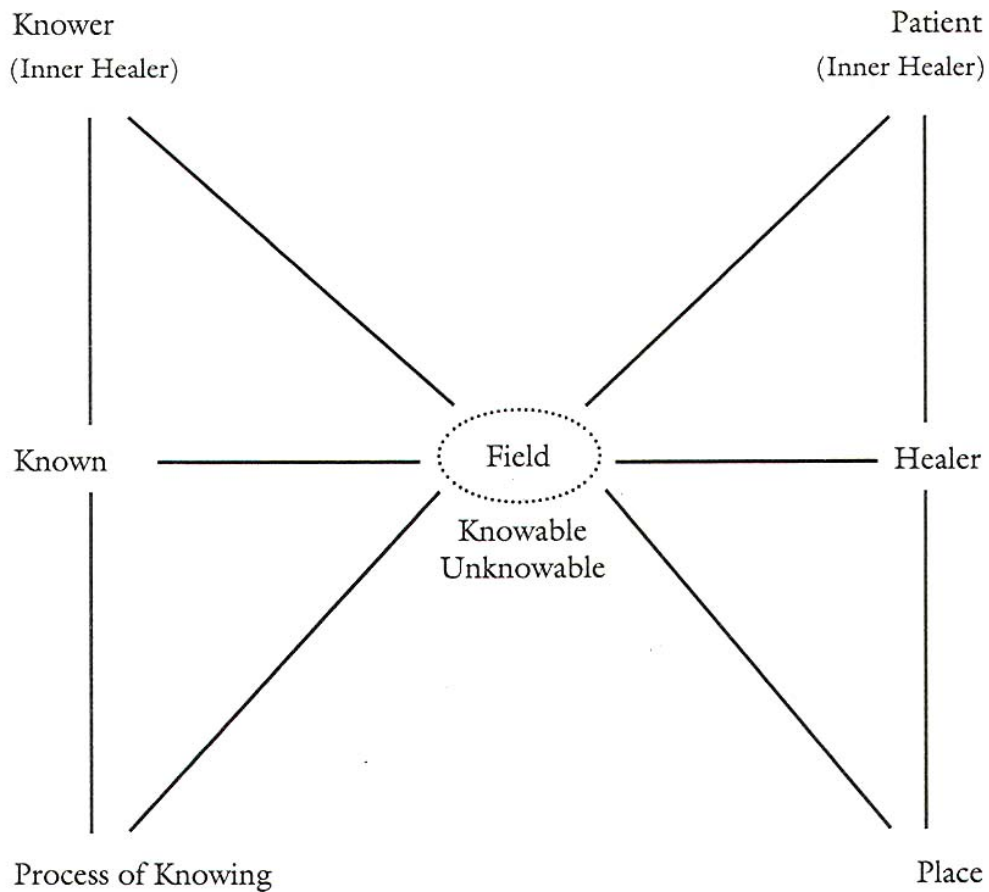 Knower
(Inner Healer)
Patient
(Inner Healer)
Known
Field
Healer
Knowable
Unknowable
Process of Knowing
Place